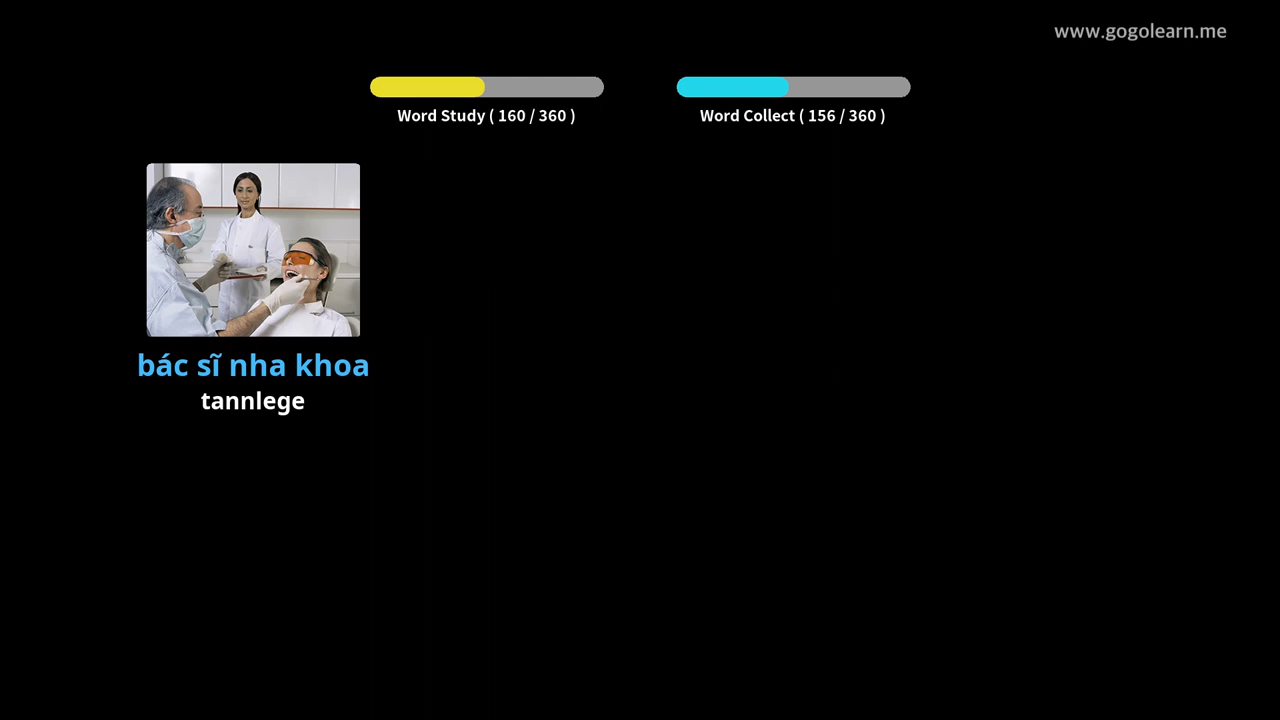 www.gogolearn.me
Word Study ( 160 / 360 )
Word Collect ( 156 / 360 )
bác sĩ nha khoa
tannlege